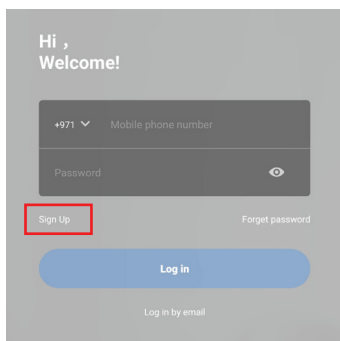 Hi ,
Welcome!
+971 Mobile phone number
Password
Sign Up Forget password
Log in
Log in by email